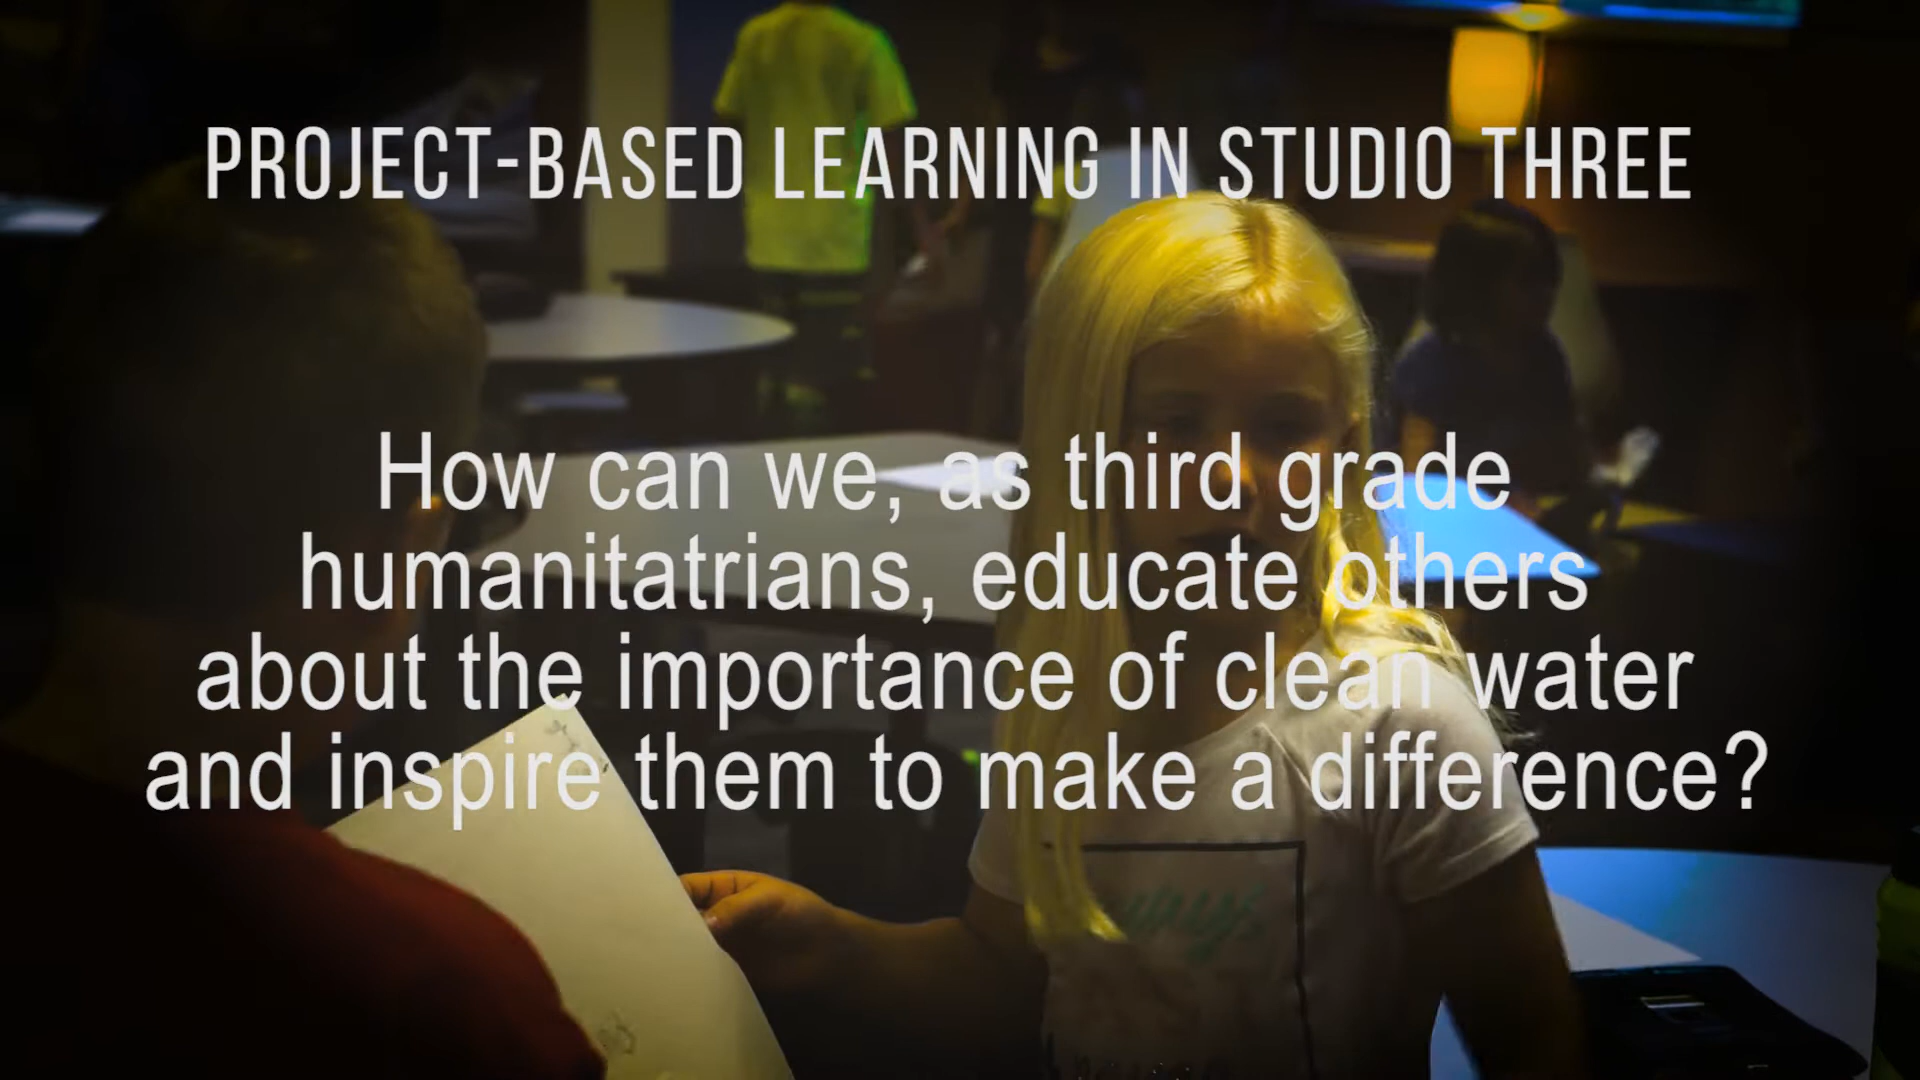 PROJECT-BASED LEARNING IN STUDIO THREE
How can we, as third grade
humanitatrians, educate others
about the importance of clean water
and inspire them to make a difference?